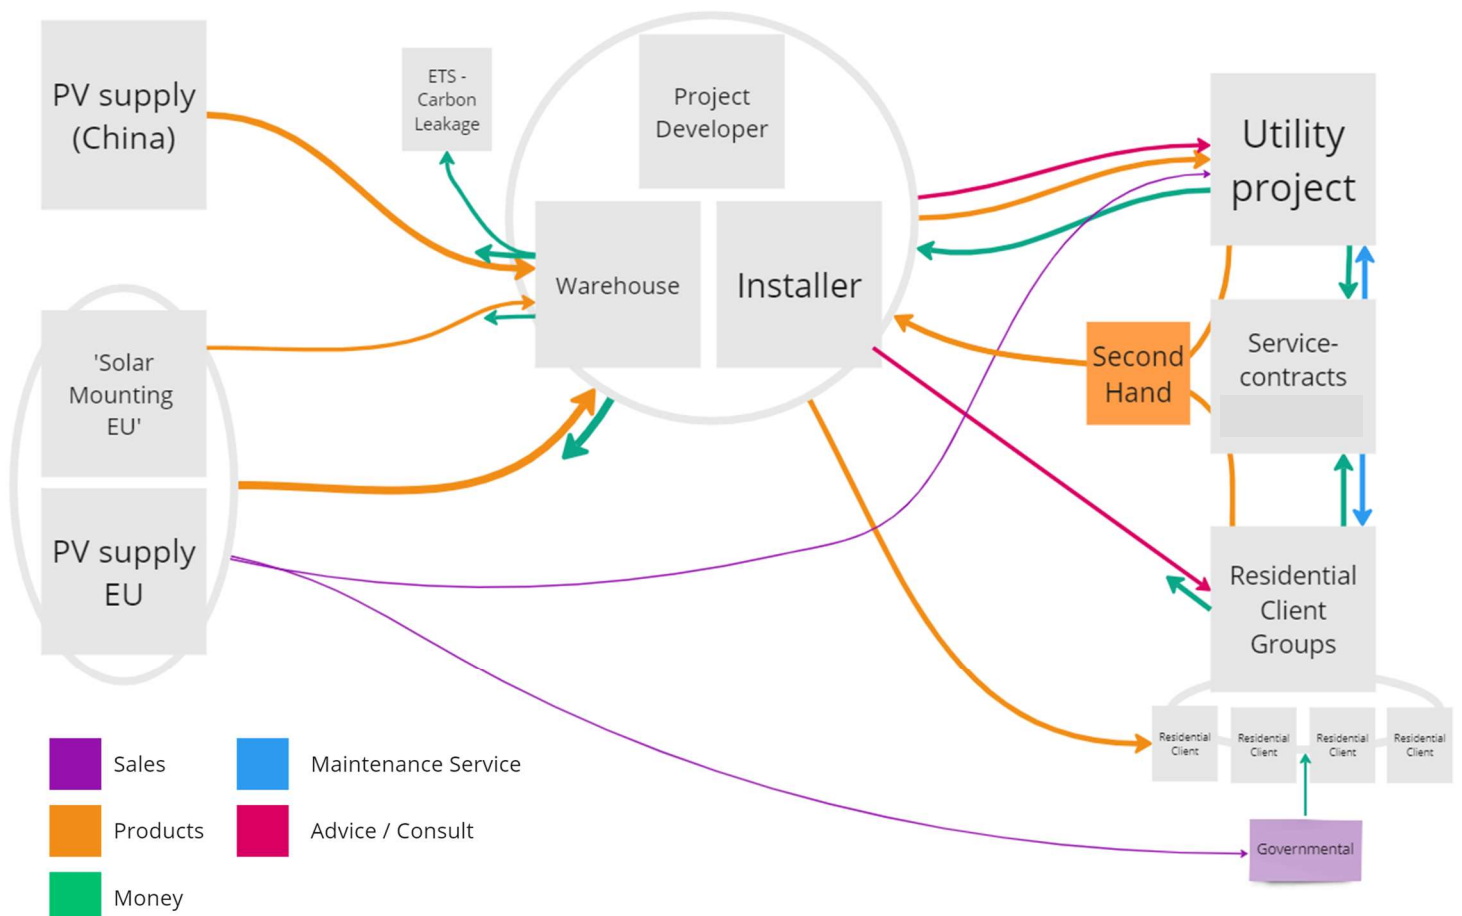 PV supply
(China)
ETS -
Carbon
Leakage
Project
Developer
Utility
project
Warehouse
Installer
'Solar
Mounting
EU'
Second
Hand
Service-
contracts
PV supply
EU
Residential
Client
Groups
Residential
Client
Residential
Client
Residential
Client
Residential
Client
Governmental
Sales
Maintenance Service
Products
Advice / Consult
Money